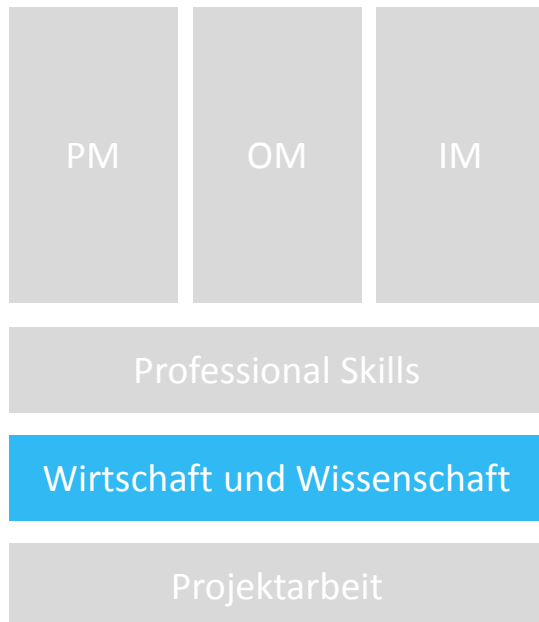 PM
OM
IM
Professional Skills
Wirtschaft und Wissenschaft
Projektarbeit